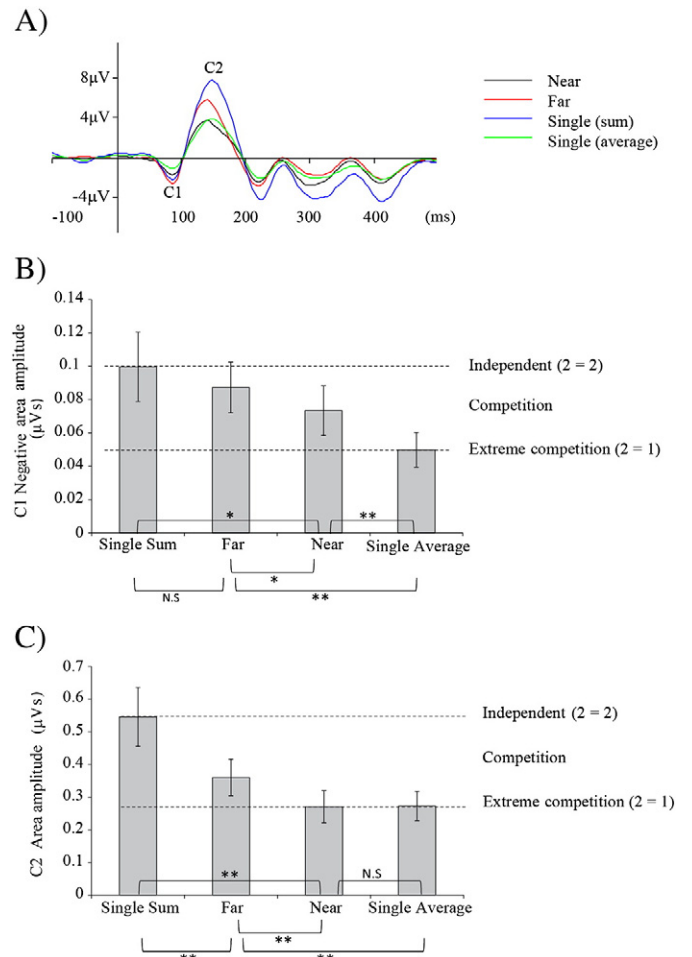 A)
8µV
4µV
-4µV
C2
C1
-100
100
200
300
400
(ms)
Near
Far
Single (sum)
Single (average)
B)
C1 Negative area amplitude
(µVs)
0.14
0.12
0.1
0.08
0.06
0.04
0.02
0
Independent (2 = 2)
Competition
Extreme competition (2 = 1)
*
**
Single Sum Far Near Single Average
*
N.S
**
C)
C2 Area amplitude (µVs)
0.7
0.6
0.5
0.4
0.3
0.2
0.1
0
Independent (2 = 2)
Competition
Extreme competition (2 = 1)
**
N.S
Single Sum Far Near Single Average
**
**
**